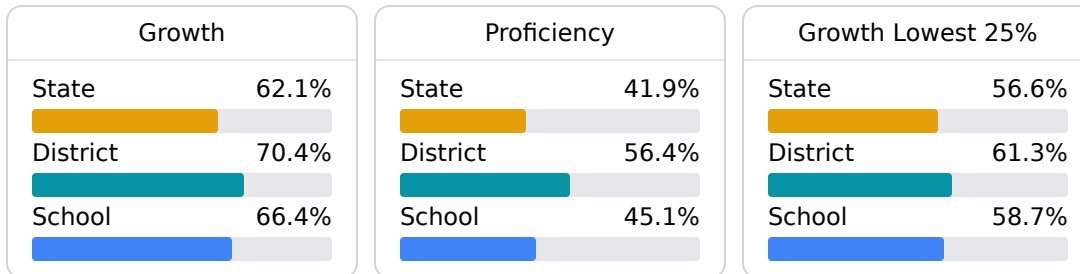 Growth
State 62.1%
District 70.4%
School 66.4%
Proficiency
State 41.9%
District 56.4%
School 45.1%
Growth Lowest 25%
State 56.6%
District 61.3%
School 58.7%